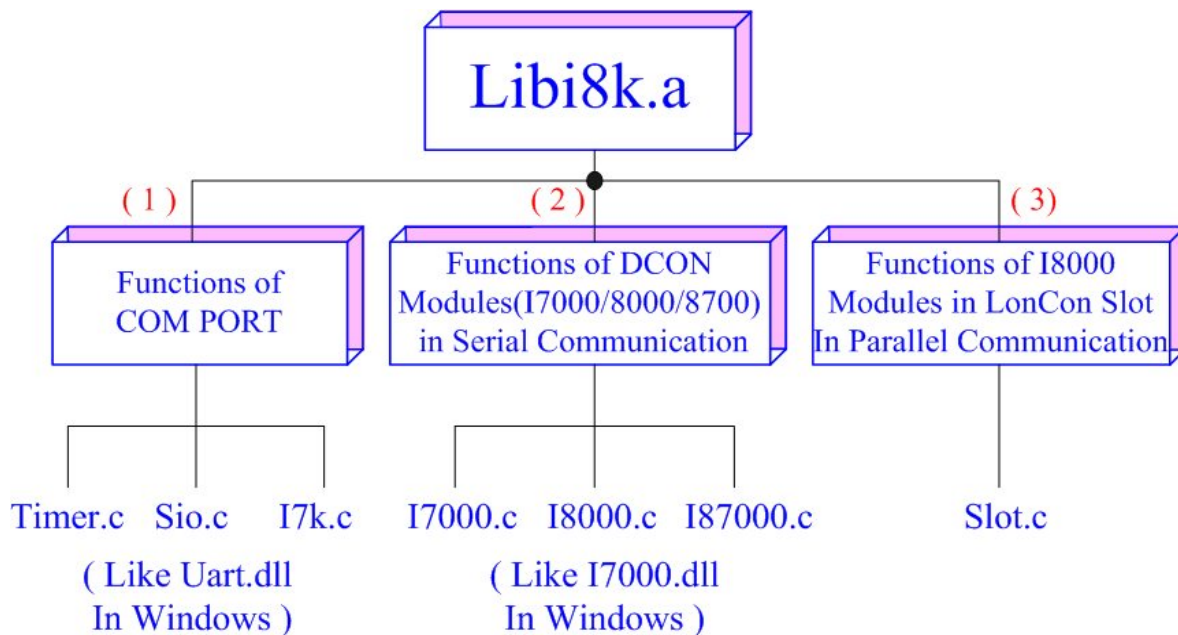 Libi8k.a
( 1 )
( 2 )
( 3)
Functions of
COM PORT
Functions of DCON
Modules(I7000/8000/8700)
in Serial Communication
Functions of I8000
Modules in LonCon Slot
In Parallel Communication
Timer.c Sio.c I7k.c
( Like Uart.dll
In Windows )
I7000.c I8000.c I87000.c
( Like I7000.dll
In Windows )
Slot.c